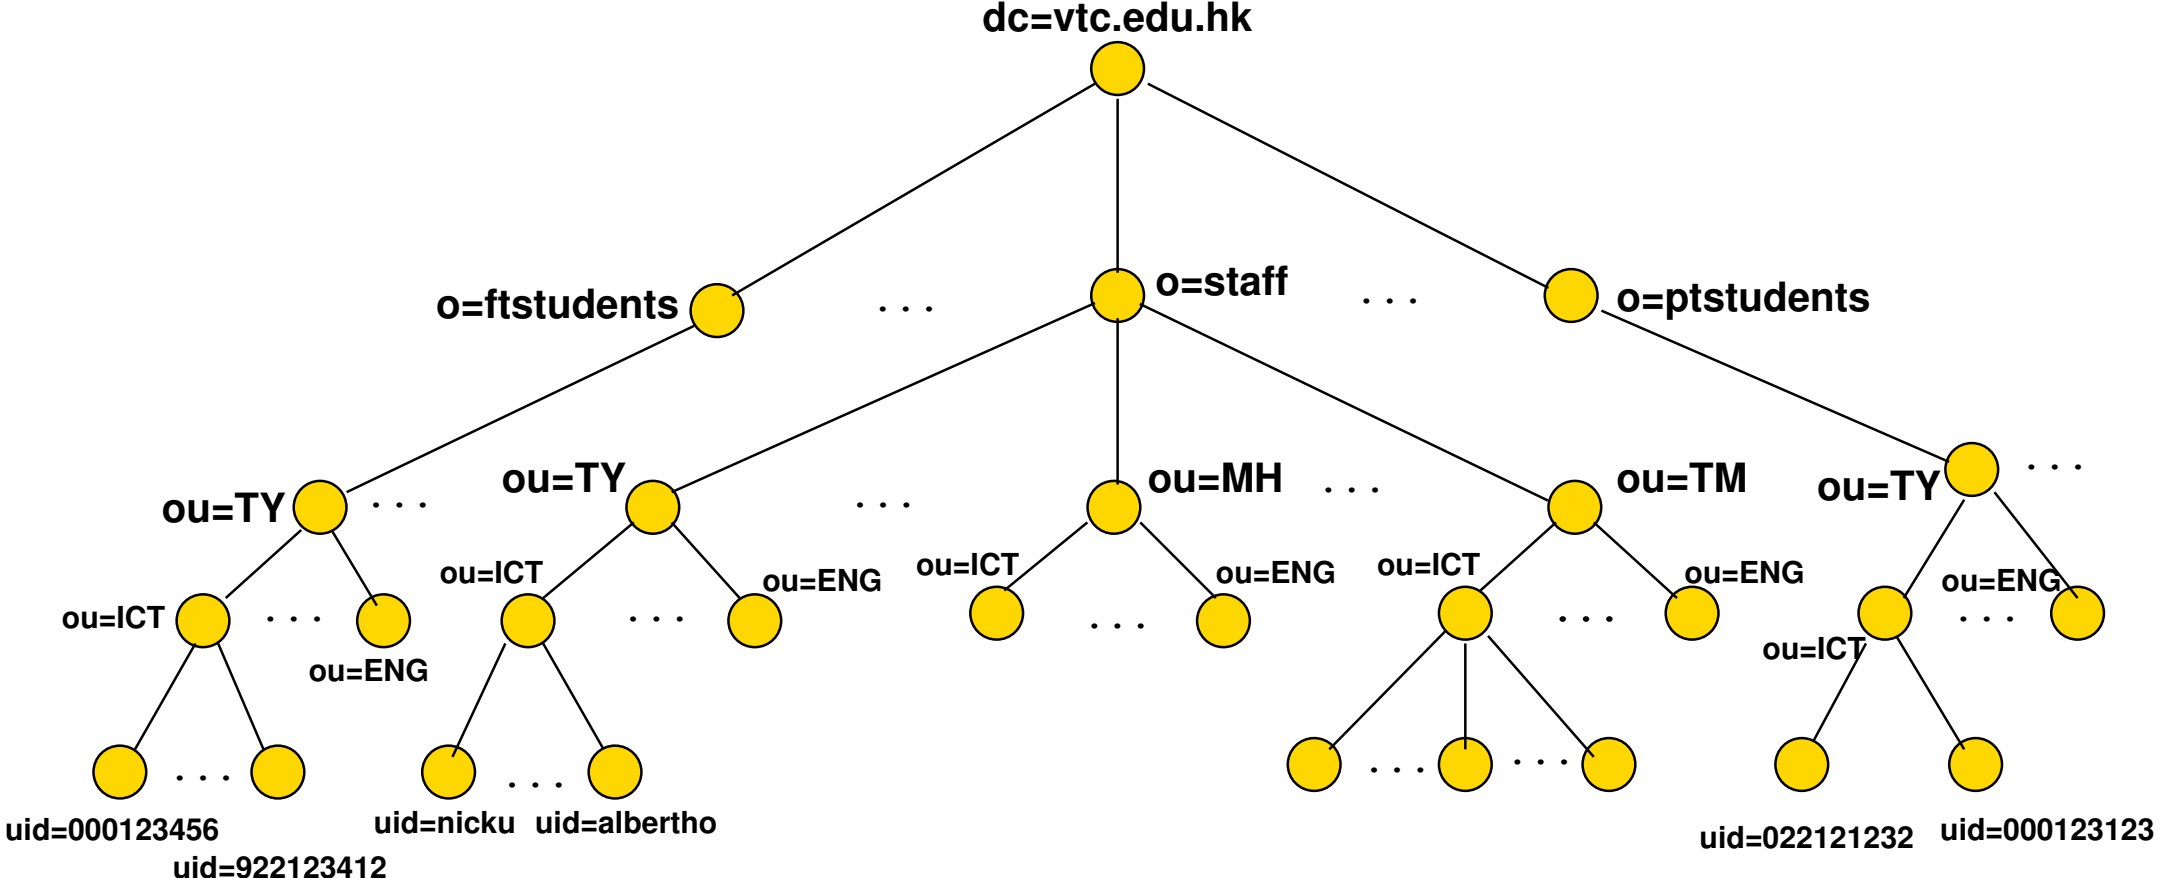 dc=vtc.edu.hk
o=ftstudents
. . .
o=staff
. . .
o=ptstudents
ou=TY
. . .
ou=TY
. . .
ou=MH
. . .
ou=TM
ou=TY
. . .
ou=ICT
. . .
ou=ENG
ou=ICT
. . .
ou=ENG
ou=ICT
. . .
ou=ENG
ou=ICT
. . .
ou=ENG
ou=ICT
. . .
ou=ENG
. . .
uid=000123456
uid=922123412
. . .
uid=nicku
uid=albertho
. . .
. . .
uid=022121232
uid=000123123